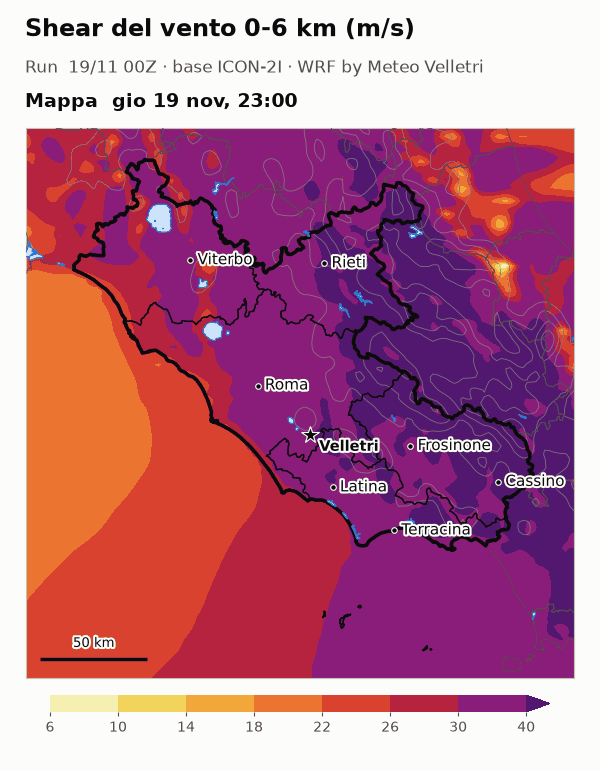 Shear del vento 0-6 km (m/s)
Run  19/11 00Z · base ICON-2I · WRF by Meteo Velletri
Mappa  gio 19 nov, 23:00
Viterbo
Rieti
Roma
Velletri
Frosinone
Cassino
Latina
Terracina
50 km
6 10 14 18 22 26 30 40